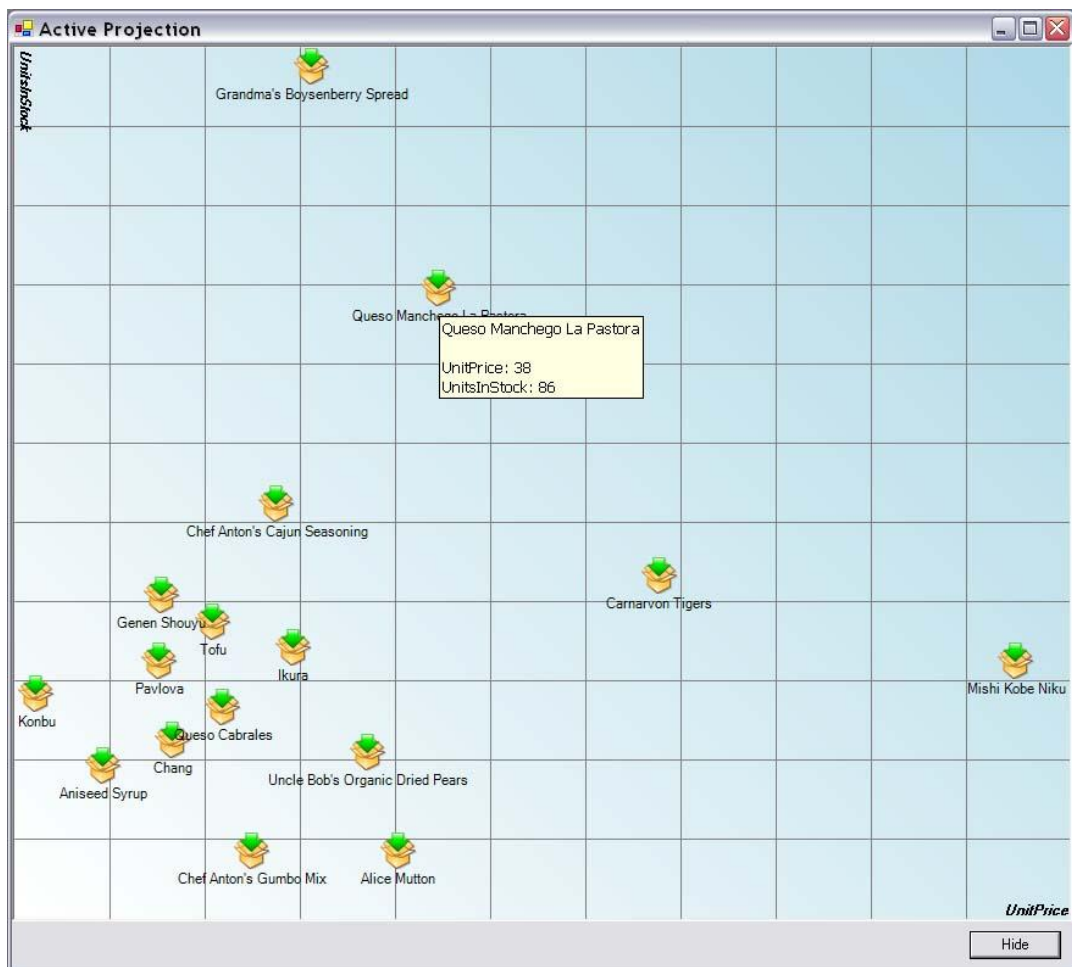 Active Projection
UnitsInStock
Grandma's Boysenberry Spread
Queso Manchego La Pastora
Queso Manchego La Pastora
UnitPrice: 38
UnitsInStock: 86
Chef Anton's Cajun Seasoning
Carnarvon Tigers
Genen Shouyu
Tofu
Ikura
Pavlova
Mishi Kobe Niku
Konbu
Queso Cabrales
Chang
Uncle Bob's Organic Dried Pears
Aniseed Syrup
Chef Anton's Gumbo Mix
Alice Mutton
UnitPrice
Hide